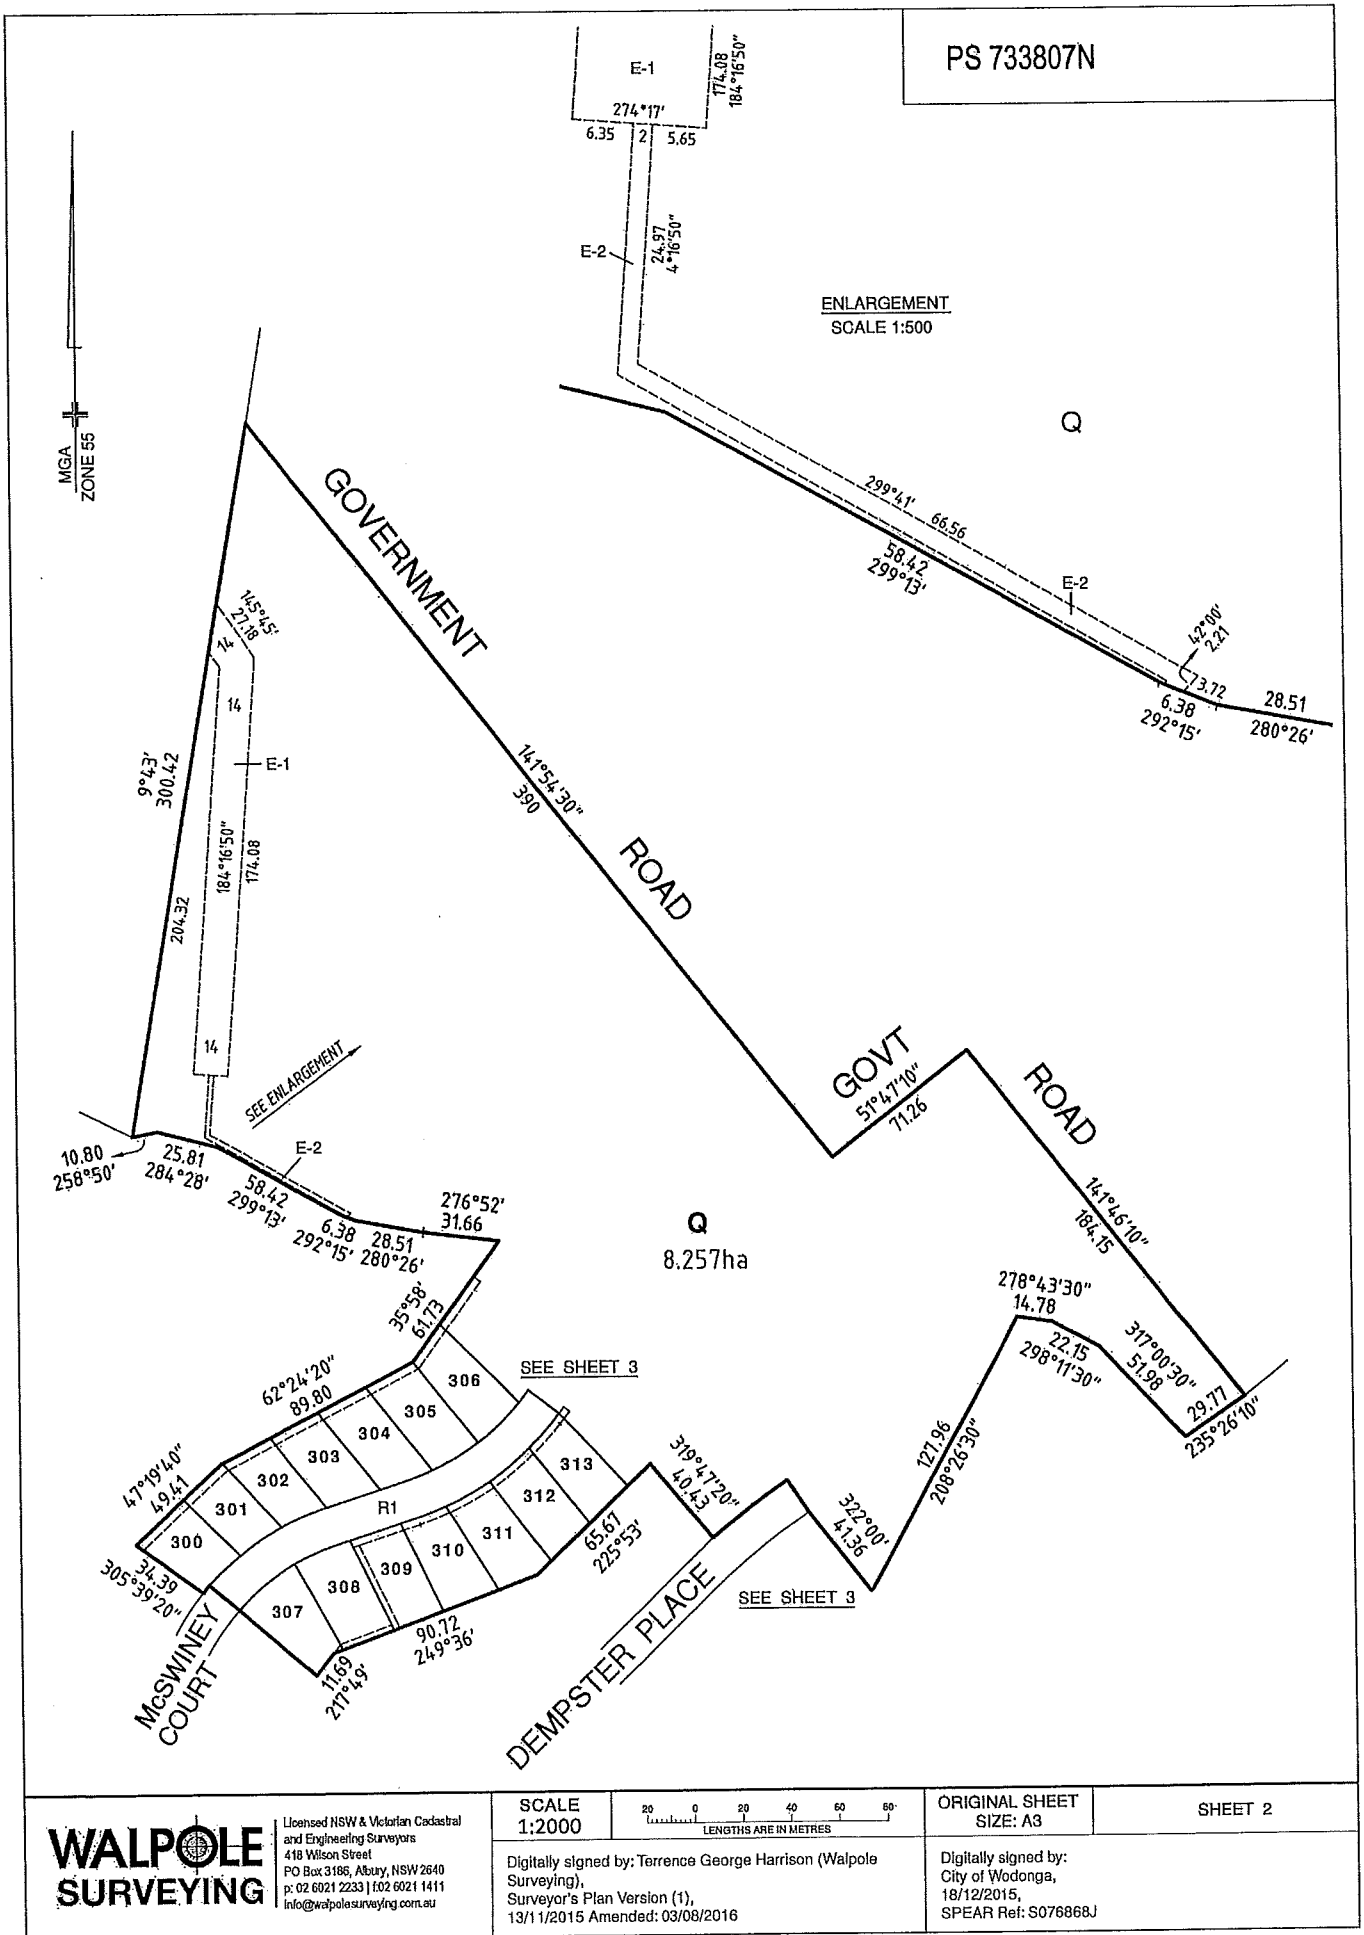 PS 733807N
E-1
174.08
184°16'50"
274°17'
6.35
2
5.65
E-2
24.97
4°16'50"
ENLARGEMENT
SCALE 1:500
Q
MGA
ZONE 55
299°41'
66.56
58.42
299°13'
E-2
42°00'
2.21
73.72
6.38
292°15'
28.51
280°26'
GOVERNMENT
ROAD
145°45'
27.18
14
14
E-1
9°43'
300.42
184°16'50"
174.08
204.32
14
141°54'30"
390
SEE ENLARGEMENT
GOVT
ROAD
51°47'10"
71.26
141°46'10"
184.15
10.80
258°50'
25.81
284°28'
E-2
58.42
299°13'
6.38
292°15'
28.51
280°26'
276°52'
31.66
Q
8.257ha
35°58'
61.73
278°43'30"
14.78
22.15
298°11'30"
317°00'30"
51.98
29.77
235°26'10"
62°24'20"
89.80
SEE SHEET 3
306
305
304
303
302
301
300
47°19'40"
49.41
34.39
305°39'20"
R1
313
312
311
310
309
308
307
319°47'20"
40.43
65.67
225°53'
322°00'
41.36
127.96
208°26'30"
SEE SHEET 3
90.72
249°36'
11.69
217°49'
McSWINEY
COURT
DEMPSTER PLACE
WALPOLE
SURVEYING
Licensed NSW & Victorian Cadastral
and Engineering Surveyors
418 Wilson Street
PO Box 3186, Albury, NSW 2640
p: 02 6021 2233 | f:02 6021 1411
info@walpolesurveying.com.au
SCALE
1:2000
20 0 20 40 60 80
LENGTHS ARE IN METRES
ORIGINAL SHEET
SIZE: A3
SHEET 2
Digitally signed by: Terrence George Harrison (Walpole
Surveying),
Surveyor's Plan Version (1),
13/11/2015 Amended: 03/08/2016
Digitally signed by:
City of Wodonga,
18/12/2015,
SPEAR Ref: S076868J